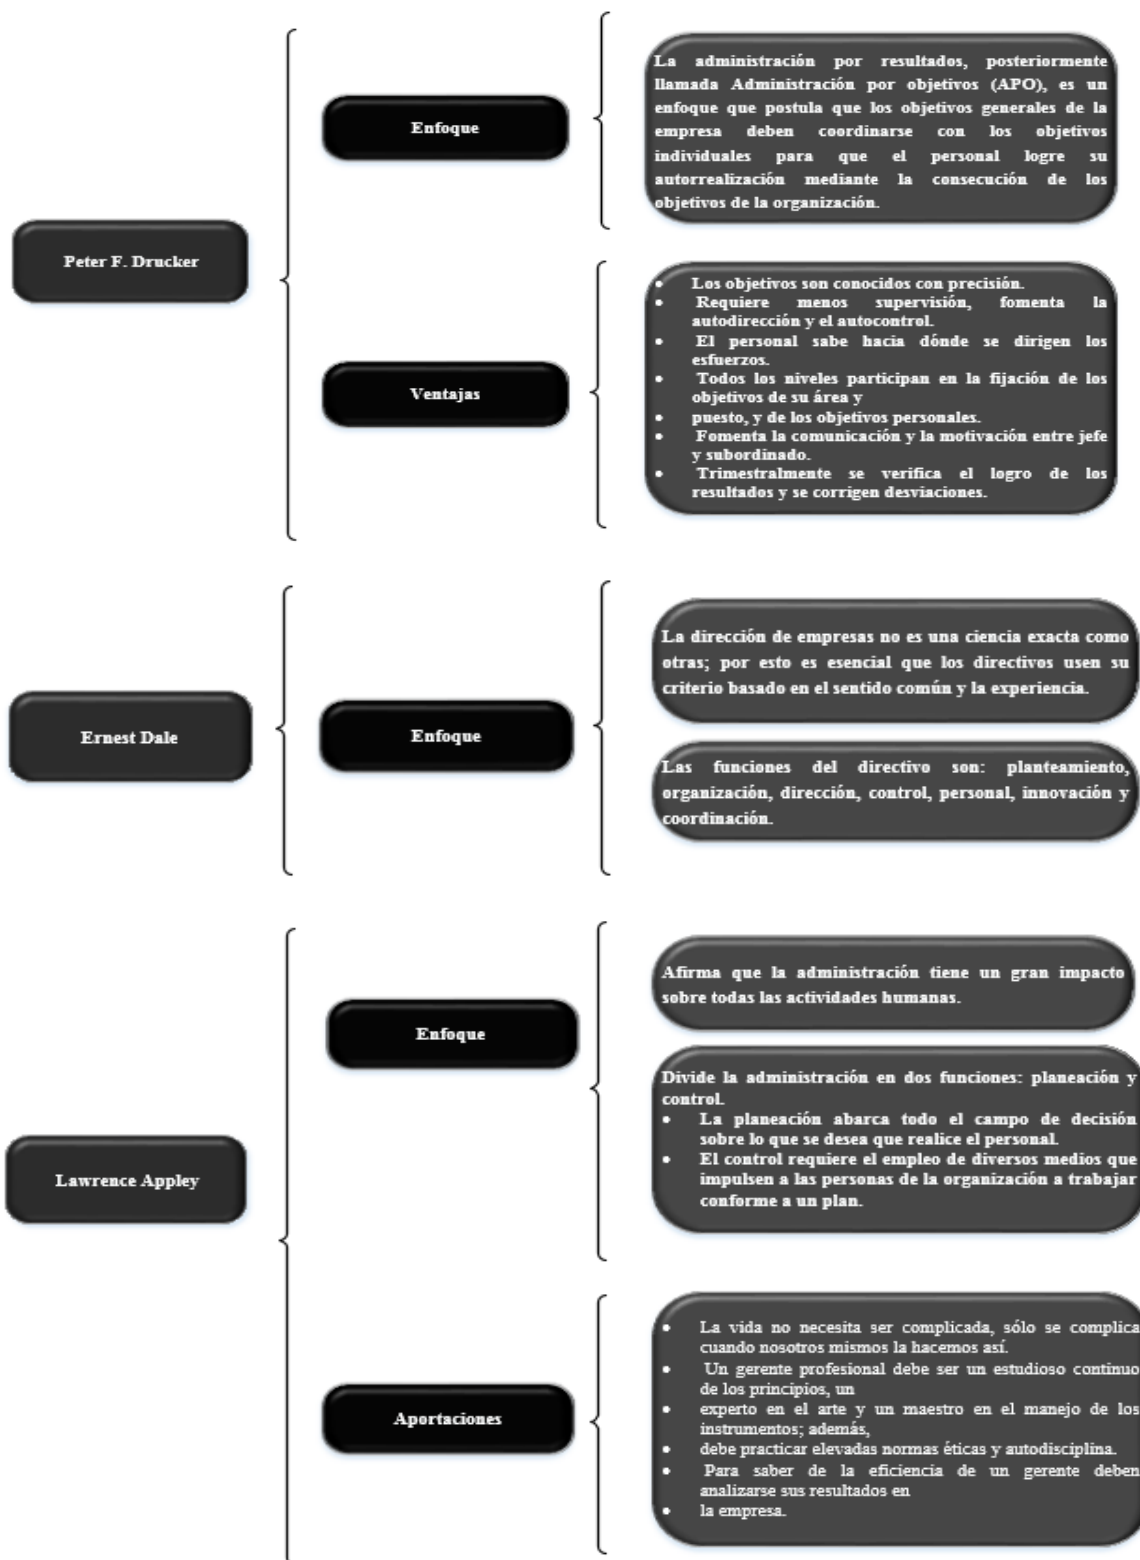 Peter F. Drucker
Enfoque
La administración por resultados, posteriormente
llamada Administración por objetivos (APO), es un
enfoque que postula que los objetivos generales de la
empresa deben coordinarse con los objetivos
individuales para que el personal logre su
autorrealización mediante la consecución de los
objetivos de la organización.
Ventajas
• Los objetivos son conocidos con precisión.
• Requiere menos supervisión, fomenta la
autodirección y el autocontrol.
• El personal sabe hacia dónde se dirigen los
esfuerzos.
• Todos los niveles participan en la fijación de los
objetivos de su área y
• puesto, y de los objetivos personales.
• Fomenta la comunicación y la motivación entre jefe
y subordinado.
• Trimestralmente se verifica el logro de los
resultados y se corrigen desviaciones.
Ernest Dale
Enfoque
La dirección de empresas no es una ciencia exacta como
otras; por esto es esencial que los directivos usen su
criterio basado en el sentido común y la experiencia.
Las funciones del directivo son: planteamiento,
organización, dirección, control, personal, innovación y
coordinación.
Lawrence Appley
Enfoque
Afirma que la administración tiene un gran impacto
sobre todas las actividades humanas.
Divide la administración en dos funciones: planeación y
control.
• La planeación abarca todo el campo de decisión
sobre lo que se desea que realice el personal.
• El control requiere el empleo de diversos medios que
impulsen a las personas de la organización a trabajar
conforme a un plan.
Aportaciones
• La vida no necesita ser complicada, sólo se complica
cuando nosotros mismos la hacemos así.
• Un gerente profesional debe ser un estudioso continuo
de los principios, un
• experto en el arte y un maestro en el manejo de los
instrumentos; además,
• debe practicar elevadas normas éticas y autodisciplina.
• Para saber de la eficiencia de un gerente deben
analizarse sus resultados en
• la empresa.